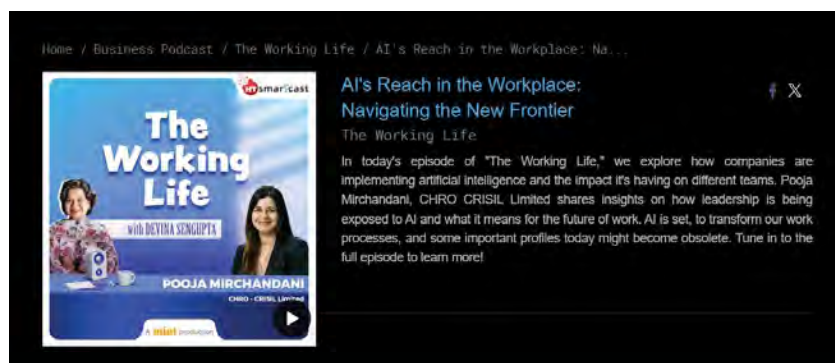 Home / Business Podcast / The Working Life / AI's Reach in the Workplace: Na...
HT smartcast
The
Working
Life
with DEVINA SENGUPTA
POOJA MIRCHANDANI
CHRO - CRISIL Limited
A mint production
AI's Reach in the Workplace:
Navigating the New Frontier
The Working Life
In today's episode of "The Working Life," we explore how companies are
implementing artificial intelligence and the impact it's having on different teams. Pooja
Mirchandani, CHRO CRISIL Limited shares insights on how leadership is being
exposed to AI and what it means for the future of work. AI is set, to transform our work
processes, and some important profiles today might become obsolete. Tune in to the
full episode to learn more!